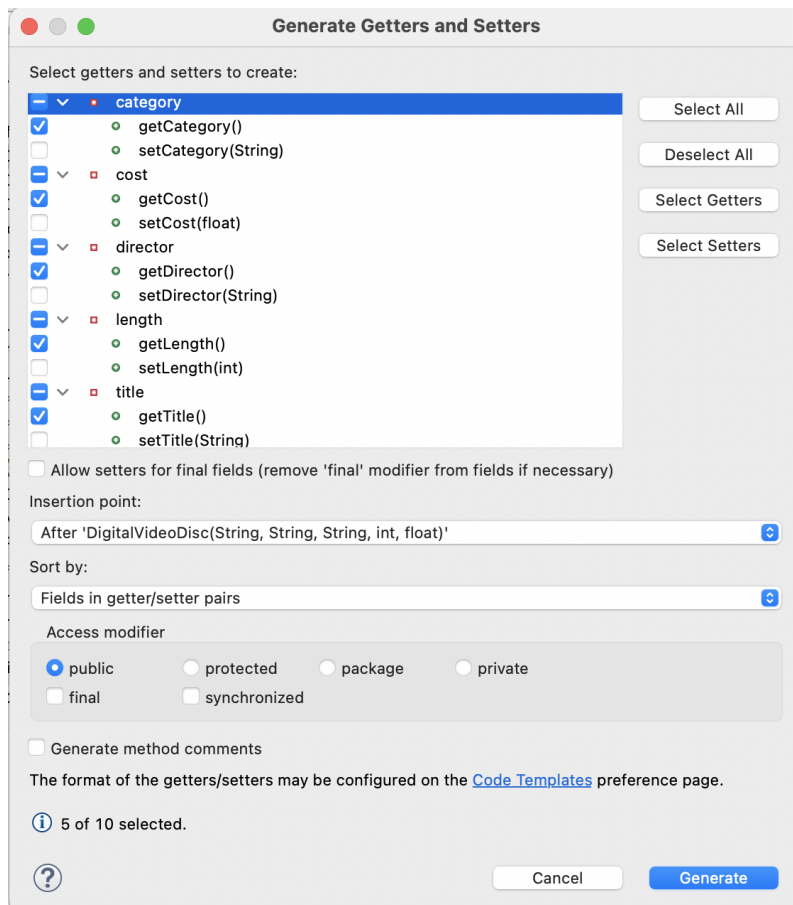 Generate Getters and Setters
Select getters and setters to create:
category
getCategory()
setCategory(String)
cost
getCost()
setCost(float)
director
getDirector()
setDirector(String)
length
getLength()
setLength(int)
title
getTitle()
setTitle(String)
Select All
Deselect All
Select Getters
Select Setters
Allow setters for final fields (remove 'final' modifier from fields if necessary)
Insertion point:
After 'DigitalVideoDisc(String, String, String, int, float)'
Sort by:
Fields in getter/setter pairs
Access modifier
public protected package private
final synchronized
Generate method comments
The format of the getters/setters may be configured on the Code Templates preference page.
5 of 10 selected.
Cancel Generate